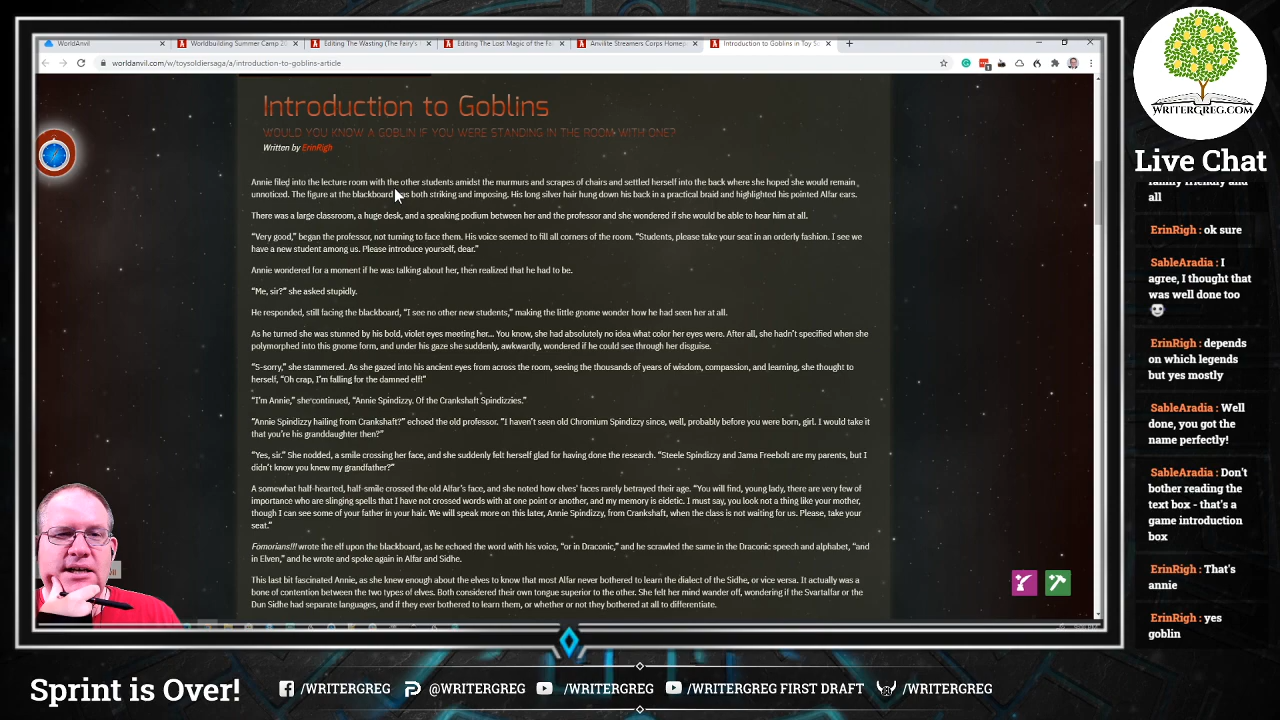 WorldAnvil
Worldbuilding Summer Camp 2
Editing The Wasting (The Fairy's
Editing The Lost Magic of the Fa
Anvilite Streamers Corps Homep
Introduction to Goblins in Toy So
worldanvil.com/w/toysoldiersaga/a/introduction-to-goblins-article
Introduction to Goblins
WOULD YOU KNOW A GOBLIN IF YOU WERE STANDING IN THE ROOM WITH ONE?
Written by ErinRigh
Annie filed into the lecture room with the other students amidst the murmurs and scrapes of chairs and settled herself into the back where she hoped she would remain
unnoticed. The figure at the blackboard was both striking and imposing. His long silver hair hung down his back in a practical braid and highlighted his pointed Alfar ears.
There was a large classroom, a huge desk, and a speaking podium between her and the professor and she wondered if she would be able to hear him at all.
“Very good,” began the professor, not turning to face them. His voice seemed to fill all corners of the room. “Students, please take your seat in an orderly fashion. I see we
have a new student among us. Please introduce yourself, dear.”
Annie wondered for a moment if he was talking about her, then realized that he had to be.
“Me, sir?” she asked stupidly.
He responded, still facing the blackboard, “I see no other new students,” making the little gnome wonder how he had seen her at all.
As he turned she was stunned by his bold, violet eyes meeting her... You know, she had absolutely no idea what color her eyes were. After all, she hadn't specified when she
polymorphed into this gnome form, and under his gaze she suddenly, awkwardly, wondered if he could see through her disguise.
“S-sorry,” she stammered. As she gazed into his ancient eyes from across the room, seeing the thousands of years of wisdom, compassion, and learning, she thought to
herself, “Oh crap, I'm falling for the damned elf!”
“I'm Annie,” she continued, “Annie Spindizzy. Of the Crankshaft Spindizzies.”
“Annie Spindizzy hailing from Crankshaft?” echoed the old professor. “I haven't seen old Chromium Spindizzy since, well, probably before you were born, girl. I would take it
that you're his granddaughter then?”
“Yes, sir.” She nodded, a smile crossing her face, and she suddenly felt herself glad for having done the research. “Steele Spindizzy and Jama Freebolt are my parents, but I
didn't know you knew my grandfather?”
A somewhat half-hearted, half-smile crossed the old Alfar's face, and she noted how elves' faces rarely betrayed their age. “You will find, young lady, there are very few of
importance who are slinging spells that I have not crossed words with at one point or another, and my memory is eidetic. I must say, you look not a thing like your mother,
though I can see some of your father in your hair. We will speak more on this later, Annie Spindizzy, from Crankshaft, when the class is not waiting for us. Please, take your
seat.”
Fomorians!!! wrote the elf upon the blackboard, as he echoed the word with his voice, “or in Draconic,” and he scrawled the same in the Draconic speech and alphabet, “and
in Elven,” and he wrote and spoke again in Alfar and Sidhe.
This last bit fascinated Annie, as she knew enough about the elves to know that most Alfar never bothered to learn the dialect of the Sidhe, or vice versa. It actually was a
bone of contention between the two types of elves. Both considered their own tongue superior to the other. She felt her mind wander off, wondering if the Svartalfar or the
Dun Sidhe had separate languages, and if they ever bothered to learn them, or whether or not they bothered at all to differentiate.
WRITERGREG.COM
Live Chat
family friendly and
all
ErinRigh : ok sure
SableAradia : I
agree, I thought that
was well done too
ErinRigh : depends
on which legends
but yes mostly
SableAradia : Well
done, you got the
name perfectly!
SableAradia : Don't
bother reading the
text box - that's a
game introduction
box
ErinRigh : That's
annie
ErinRigh : yes
goblin
Sprint is Over!
/WRITERGREG
@WRITERGREG
/WRITERGREG
/WRITERGREG FIRST DRAFT
/WRITERGREG